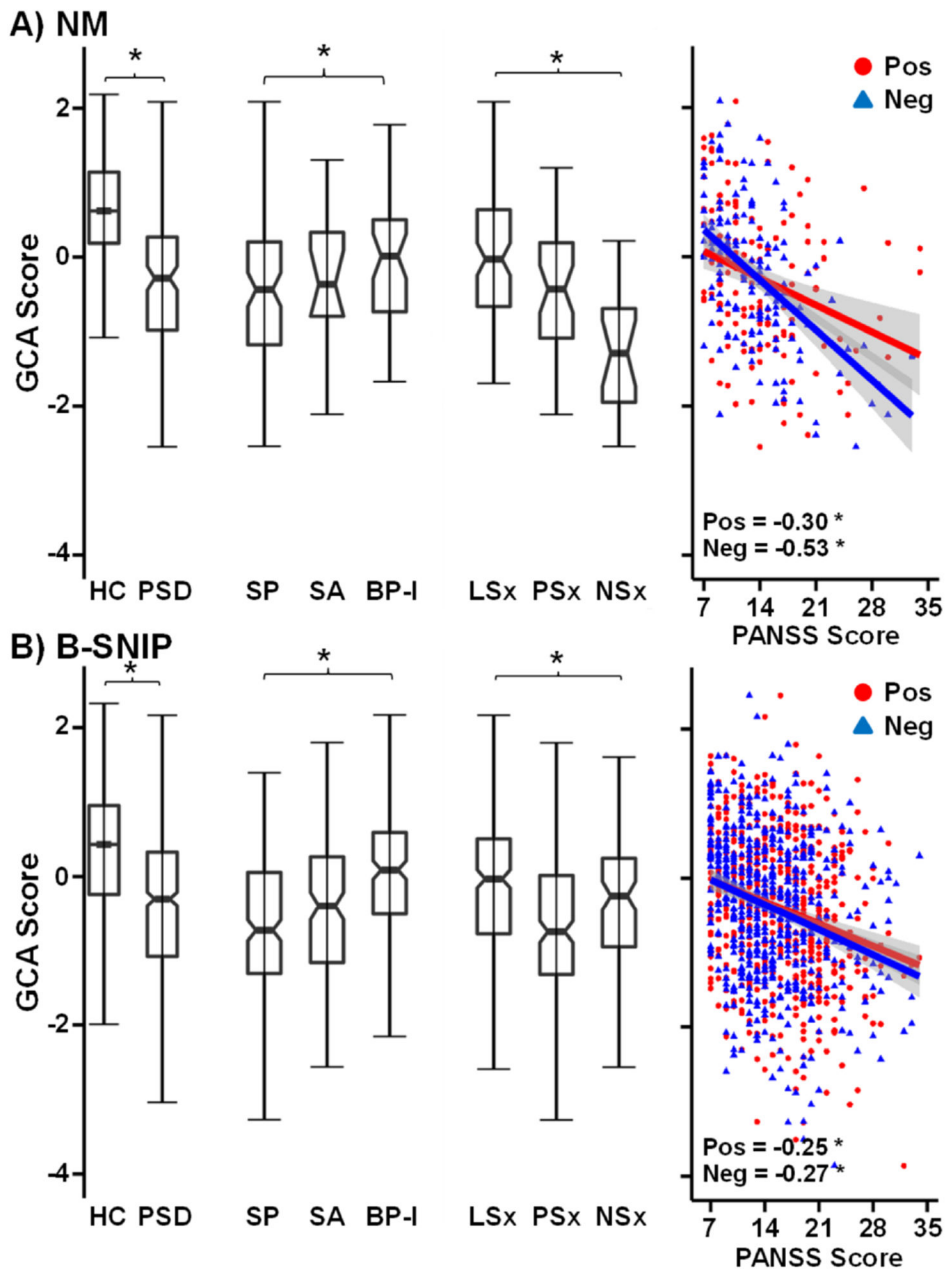 A) NM
* * *
Pos
Neg
GCA Score
2
0
-2
-4
Pos = -0.30 *
Neg = -0.53 *
HC PSD SP SA BP-I LSx PSx NSx
7 14 21 28 35
PANSS Score
B) B-SNIP
* * *
Pos
Neg
GCA Score
2
0
-2
-4
Pos = -0.25 *
Neg = -0.27 *
HC PSD SP SA BP-I LSx PSx NSx
7 14 21 28 35
PANSS Score